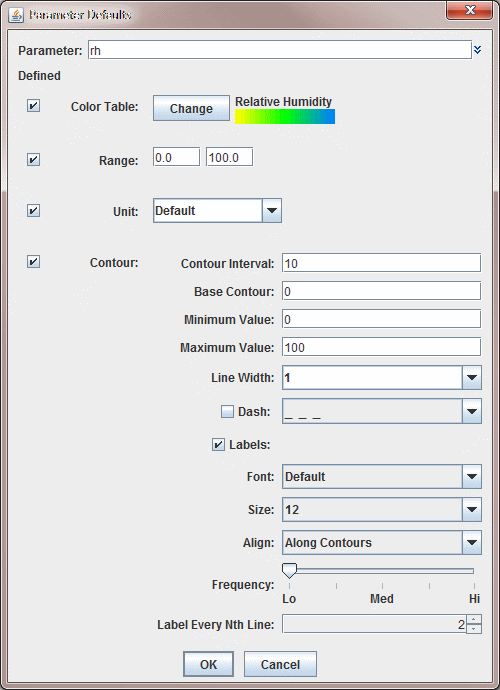 Parameter Defaults
Parameter: rh
Defined
Color Table: Change Relative Humidity
Range: 0.0 100.0
Unit: Default
Contour: Contour Interval: 10
Base Contour: 0
Minimum Value: 0
Maximum Value: 100
Line Width: 1
Dash: _ _ _
Labels:
Font: Default
Size: 12
Align: Along Contours
Frequency:
Lo Med Hi
Label Every Nth Line: 2
OK Cancel